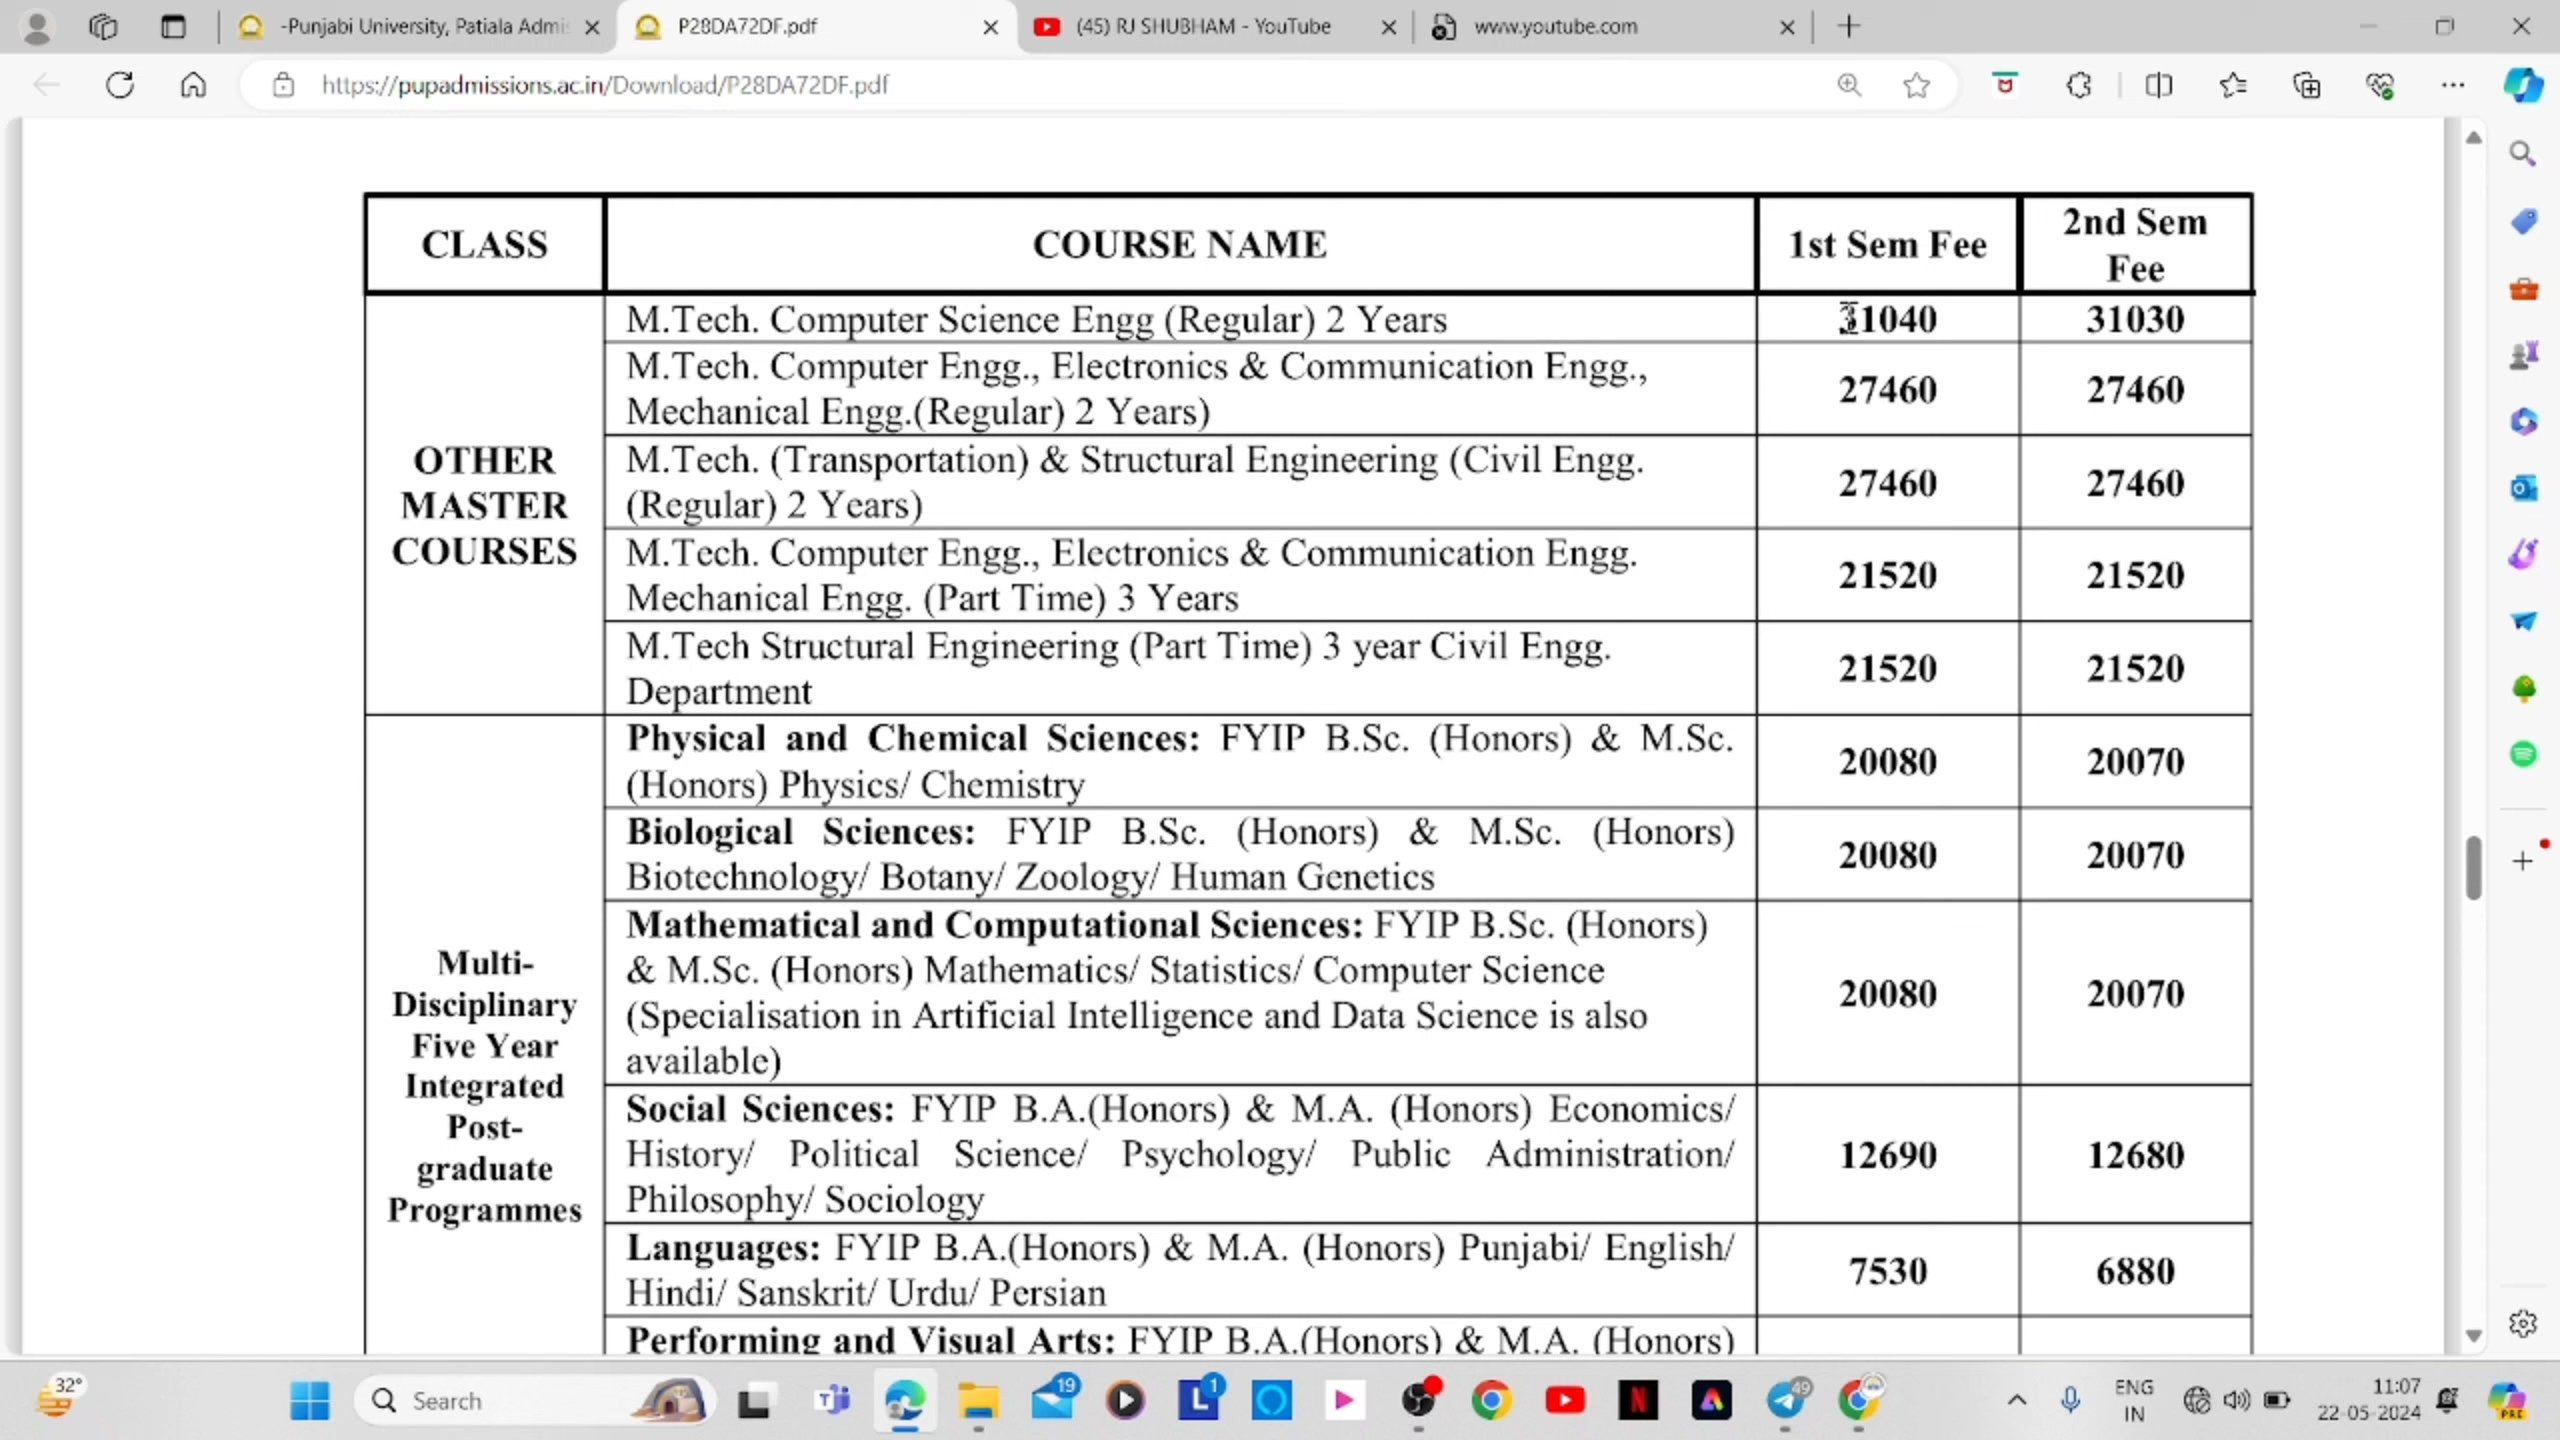 -Punjabi University, Patiala Admi
P28DA72DF.pdf
(45) RJ SHUBHAM - YouTube
www.youtube.com
https://pupadmissions.ac.in/Download/P28DA72DF.pdf
CLASS
COURSE NAME
1st Sem Fee
2nd Sem
Fee
OTHER
MASTER
COURSES
M.Tech. Computer Science Engg (Regular) 2 Years
31040
31030
M.Tech. Computer Engg., Electronics & Communication Engg.,
Mechanical Engg.(Regular) 2 Years)
27460
27460
M.Tech. (Transportation) & Structural Engineering (Civil Engg.
(Regular) 2 Years)
27460
27460
M.Tech. Computer Engg., Electronics & Communication Engg.
Mechanical Engg. (Part Time) 3 Years
21520
21520
M.Tech Structural Engineering (Part Time) 3 year Civil Engg.
Department
21520
21520
Multi-
Disciplinary
Five Year
Integrated
Post-
graduate
Programmes
Physical and Chemical Sciences: FYIP B.Sc. (Honors) & M.Sc.
(Honors) Physics/ Chemistry
20080
20070
Biological Sciences: FYIP B.Sc. (Honors) & M.Sc. (Honors)
Biotechnology/ Botany/ Zoology/ Human Genetics
20080
20070
Mathematical and Computational Sciences: FYIP B.Sc. (Honors)
& M.Sc. (Honors) Mathematics/ Statistics/ Computer Science
(Specialisation in Artificial Intelligence and Data Science is also
available)
20080
20070
Social Sciences: FYIP B.A.(Honors) & M.A. (Honors) Economics/
History/ Political Science/ Psychology/ Public Administration/
Philosophy/ Sociology
12690
12680
Languages: FYIP B.A.(Honors) & M.A. (Honors) Punjabi/ English/
Hindi/ Sanskrit/ Urdu/ Persian
7530
6880
Performing and Visual Arts: FYIP B.A.(Honors) & M.A. (Honors)
32°
Search
19
L
1
N
49
ENG
IN
11:07
22-05-2024
PRE